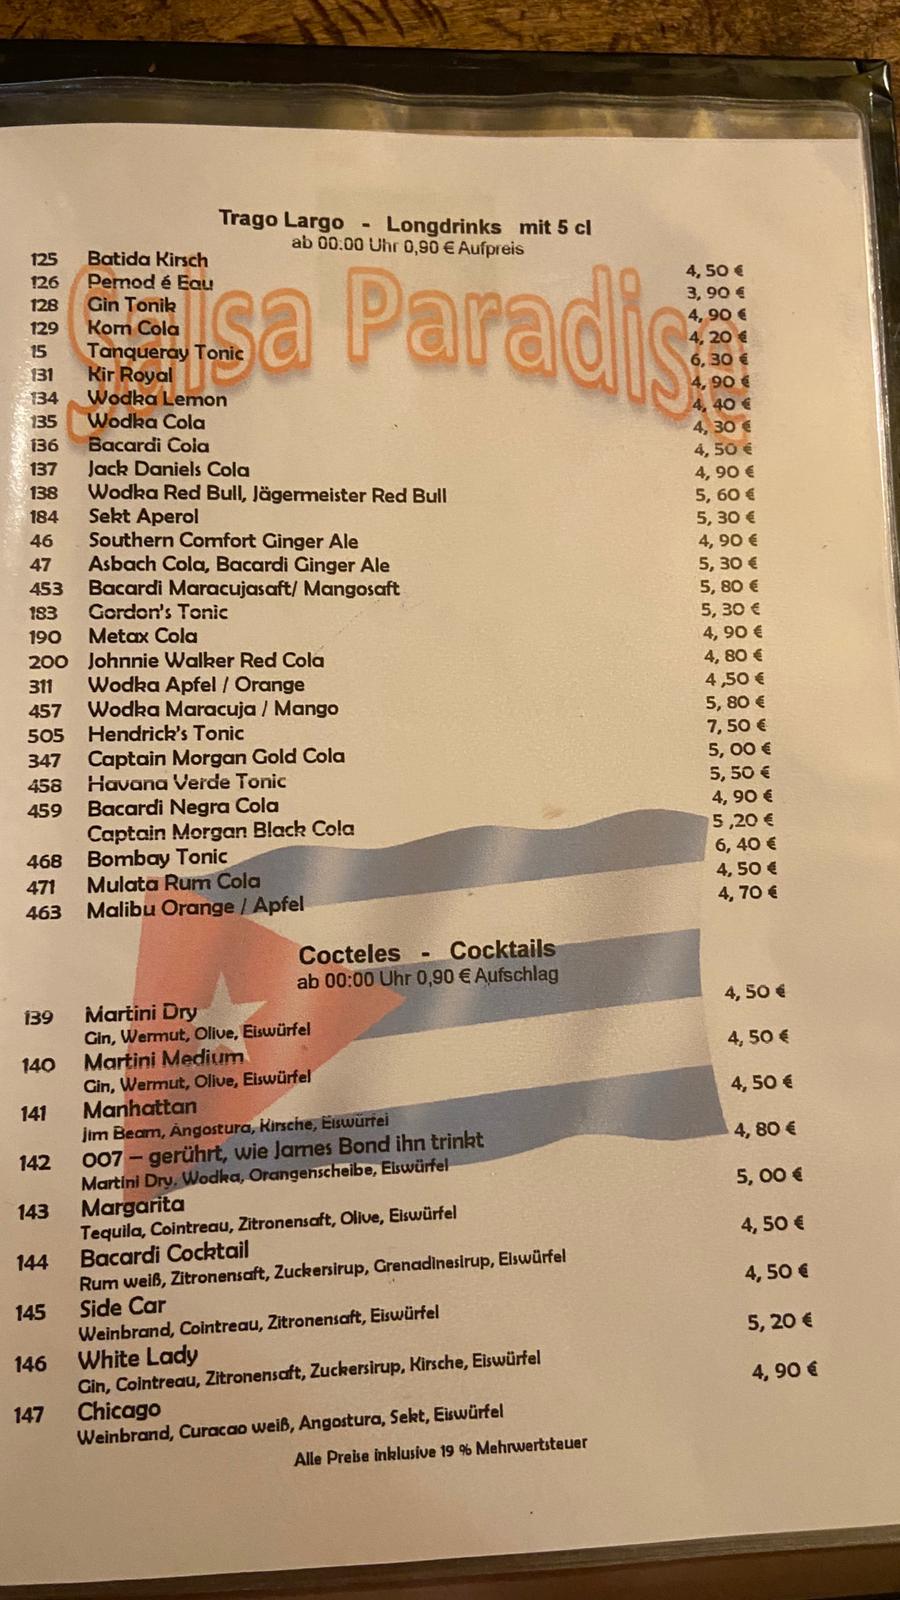 Trago Largo - Longdrinks mit 5 cl
ab 00:00 Uhr 0,90 € Aufpreis
Salsa Paradise
125 Batida Kirsch 4, 50 €
126 Pernod é Eau 3, 90 €
128 Gin Tonik 4, 90 €
129 Korn Cola 4, 20 €
15 Tanqueray Tonic 6, 30 €
131 Kir Royal 4, 90 €
134 Wodka Lemon 4, 40 €
135 Wodka Cola 4, 30 €
136 Bacardi Cola 4, 50 €
137 Jack Daniels Cola 4, 90 €
138 Wodka Red Bull, Jägermeister Red Bull 5, 60 €
184 Sekt Aperol 5, 30 €
46 Southern Comfort Ginger Ale 4, 90 €
47 Asbach Cola, Bacardi Ginger Ale 5, 30 €
453 Bacardi Maracujasaft/ Mangosaft 5, 80 €
183 Gordon's Tonic 5, 30 €
190 Metax Cola 4, 90 €
200 Johnnie Walker Red Cola 4, 80 €
311 Wodka Apfel / Orange 4 ,50 €
457 Wodka Maracuja / Mango 5, 80 €
505 Hendrick's Tonic 7, 50 €
347 Captain Morgan Gold Cola 5, 00 €
458 Havana Verde Tonic 5, 50 €
459 Bacardi Negra Cola 4, 90 €
Captain Morgan Black Cola 5 ,20 €
468 Bombay Tonic 6, 40 €
471 Mulata Rum Cola 4, 50 €
463 Malibu Orange / Apfel 4, 70 €
Cocteles - Cocktails
ab 00:00 Uhr 0,90 € Aufschlag
139 Martini Dry 4, 50 €
Gin, Wermut, Olive, Eiswürfel
140 Martini Medium 4, 50 €
Gin, Wermut, Olive, Eiswürfel
141 Manhattan 4, 50 €
Jim Beam, Angostura, Kirsche, Eiswürfel
142 007 – gerührt, wie James Bond ihn trinkt 4, 80 €
Martini Dry, Wodka, Orangenscheibe, Eiswürfel
143 Margarita 5, 00 €
Tequila, Cointreau, Zitronensaft, Olive, Eiswürfel
144 Bacardi Cocktail 4, 50 €
Rum weiß, Zitronensaft, Zuckersirup, Grenadinesirup, Eiswürfel
145 Side Car 4, 50 €
Weinbrand, Cointreau, Zitronensaft, Eiswürfel
146 White Lady 5, 20 €
Gin, Cointreau, Zitronensaft, Zuckersirup, Kirsche, Eiswürfel
147 Chicago 4, 90 €
Weinbrand, Curacao weiß, Angostura, Sekt, Eiswürfel
Alle Preise inklusive 19 % Mehrwertsteuer